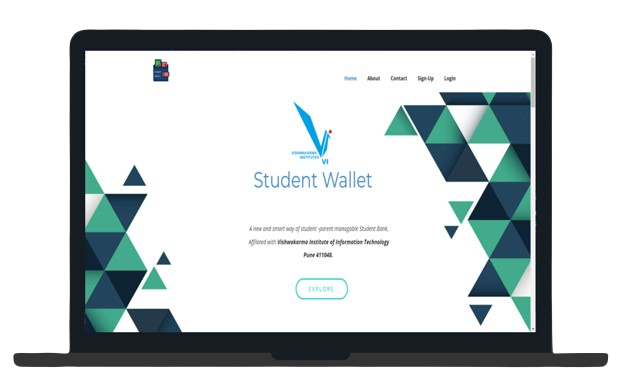 Home About Contact Sign-Up Login
VISHWAKARMA
INSTITUTES
VI
Student Wallet
A new and smart way of student -parent managable Student Bank,
Affilated with Vishwakarma Institute of Information Technology
Pune 411048.
EXPLORE